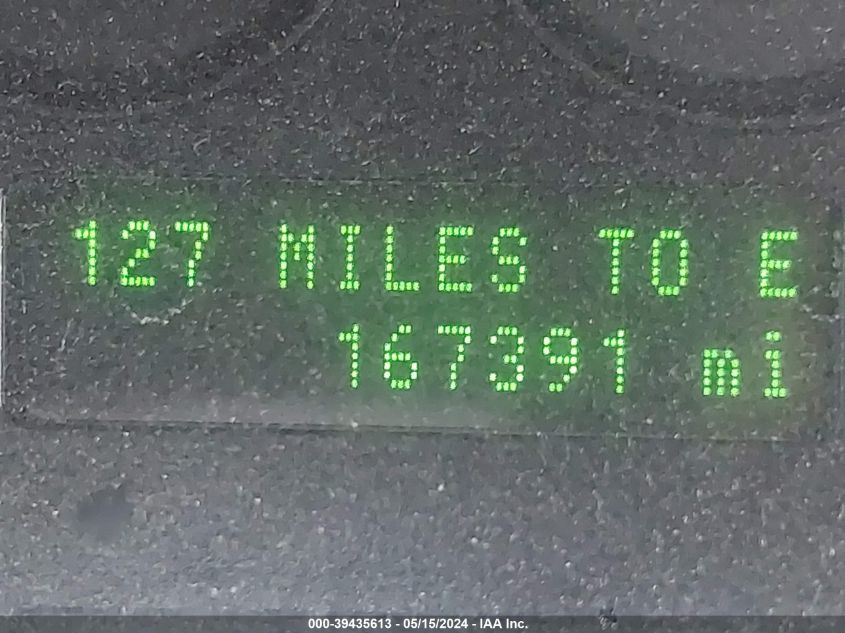 127 MILES TO E
167391 mi
000-39435613 - 05/15/2024 - IAA Inc.